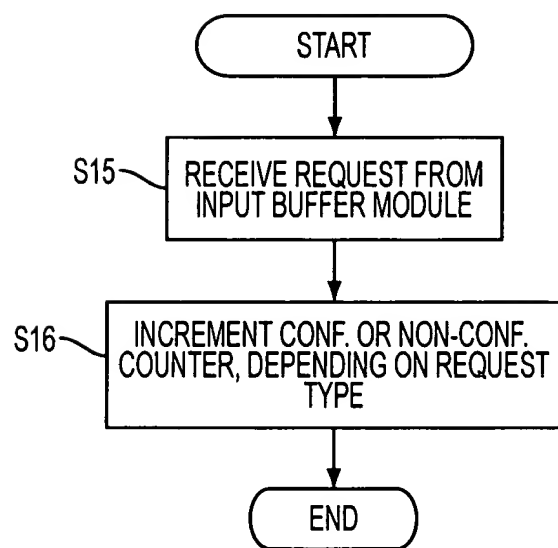 START
S15
RECEIVE REQUEST FROM
INPUT BUFFER MODULE
S16
INCREMENT CONF. OR NON-CONF.
COUNTER, DEPENDING ON REQUEST
TYPE
END